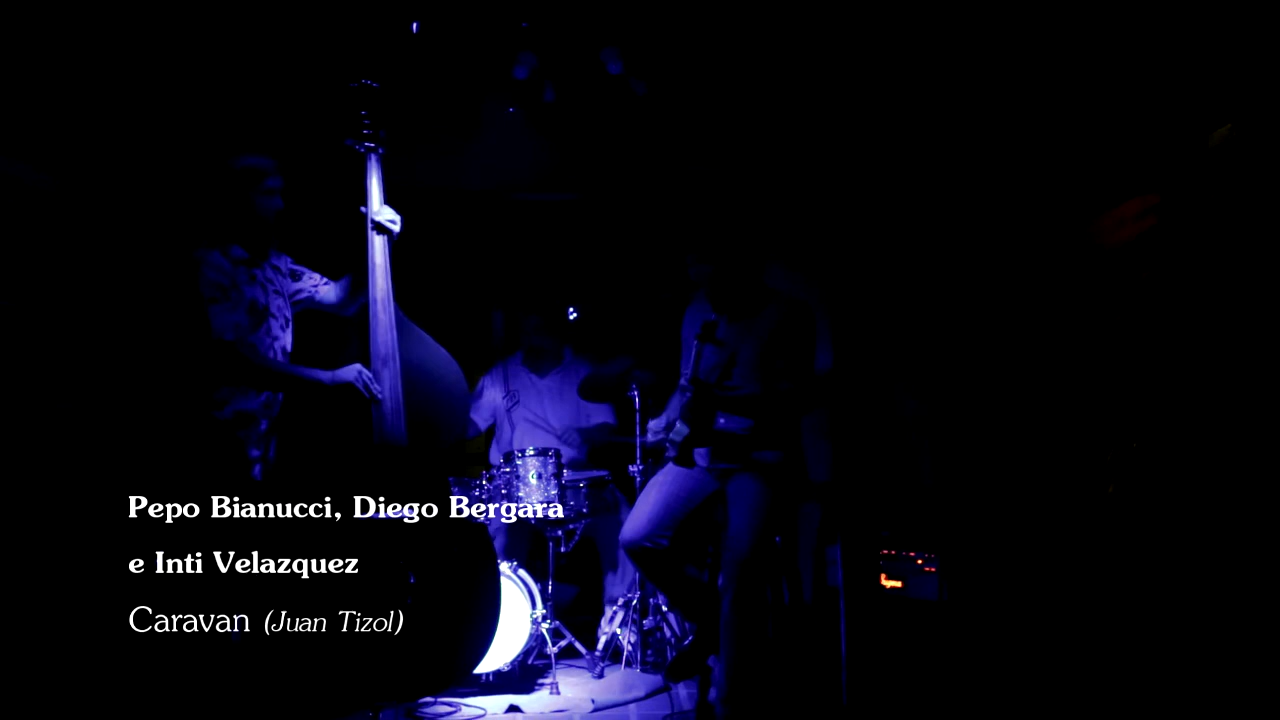 Pepo Bianucci, Diego Bergara
e Inti Velazquez
Caravan (Juan Tizol)